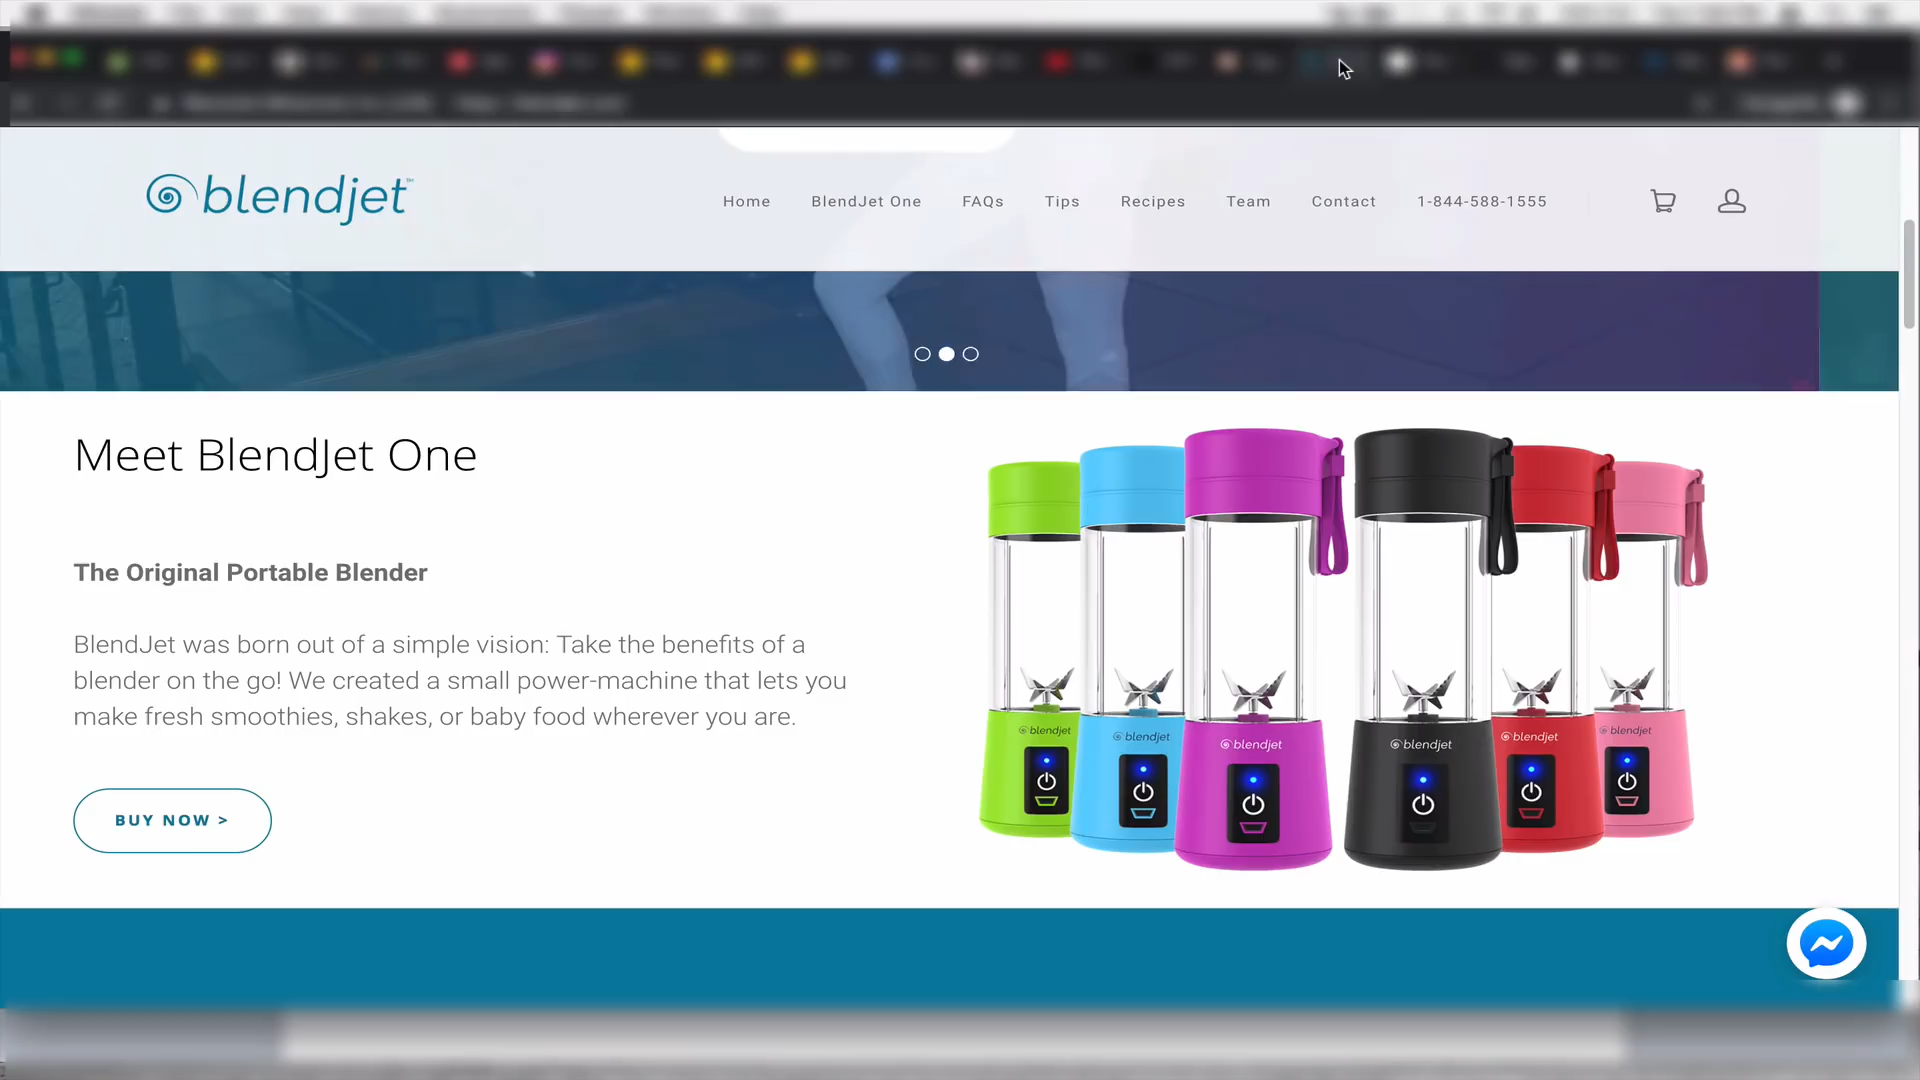 blendjet™
Home BlendJet One FAQs Tips Recipes Team Contact 1-844-588-1555
Meet BlendJet One
The Original Portable Blender
BlendJet was born out of a simple vision: Take the benefits of a
blender on the go! We created a small power-machine that lets you
make fresh smoothies, shakes, or baby food wherever you are.
BUY NOW >
blendjet
blendjet
blendjet
blendjet
blendjet
blendjet